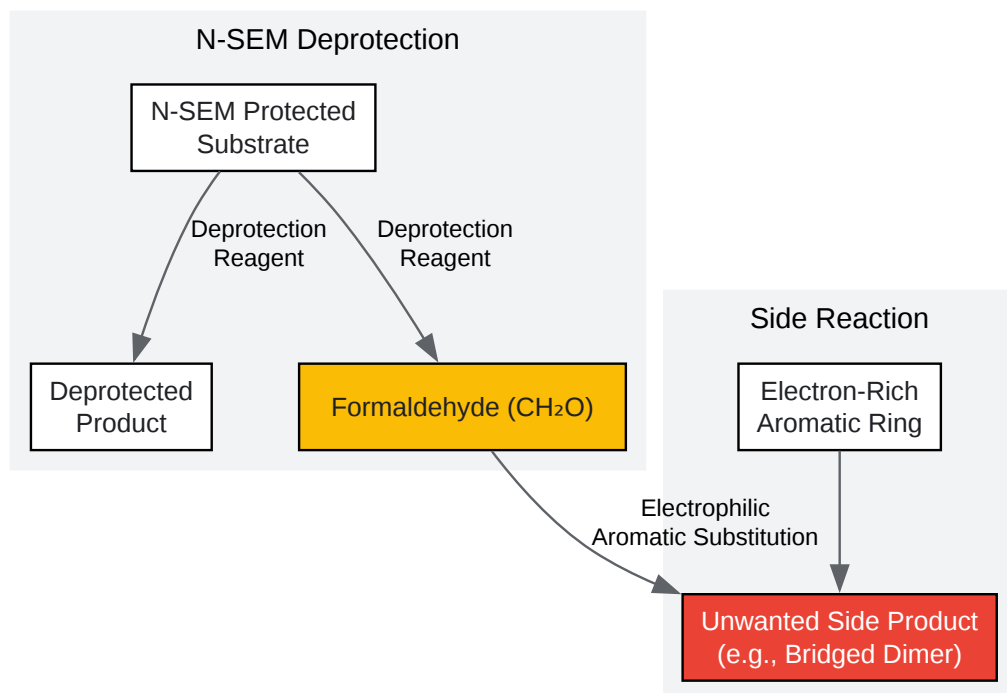 N-SEM Deprotection
N-SEM Protected
Substrate
Deprotection
Reagent
Deprotection
Reagent
Deprotected
Product
Formaldehyde (CH₂O)
Side Reaction
Electron-Rich
Aromatic Ring
Electrophilic
Aromatic Substitution
Unwanted Side Product
(e.g., Bridged Dimer)